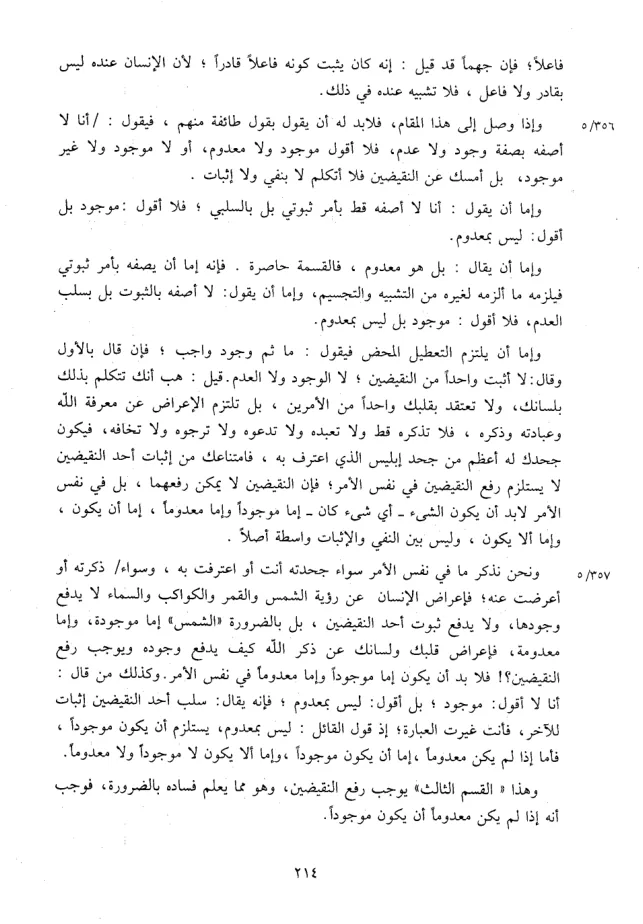 فاعلاً؛ فإن جهماً قد قيل : إنه كان يثبت كونه فاعلاً قادراً ؛ لأن الإنسان عنده ليس
بقادر ولا فاعل ، فلا تشبيه عنده في ذلك.
وإذا وصل إلى هذا المقام، فلابد له أن يقول بقول طائفة منهم ، فيقول : /أنا لا
٥/٣٥٦
أصفه بصفة وجود ولا عدم، فلا أقول موجود ولا معدوم، أو لا موجود ولا غير
موجود، بل أمسك عن النقيضين فلا أتكلم لا بنفي ولا إثبات .
وإما أن يقول : أنا لا أصفه قط بأمر ثبوتي بل بالسلبي ؛ فلا أقول :موجود بل
أقول: ليس بمعدوم.
وإما أن يقال : بل هو معدوم ، فالقسمة حاصرة . فإنه إما أن يصفه بأمر ثبوتي
فيلزمه ما ألزمه لغيره من التشبيه والتجسيم، وإما أن يقول: لا أصفه بالثبوت بل بسلب
العدم، فلا أقول : موجود بل ليس بمعدوم.
وإما أن يلتزم التعطيل المحض فيقول : ما ثم وجود واجب ؛ فإن قال بالأول
وقال:لا أثبت واحداً من النقيضين ؛ لا الوجود ولا العدم.قيل : هب أنك تتكلم بذلك
بلسانك، ولا تعتقد بقلبك واحداً من الأمرين ، بل تلتزم الإعراض عن معرفة الله
وعبادته وذكره ، فلا تذكره قط ولا تعبده ولا تدعوه ولا ترجوه ولا تخافه، فيكون
جحدك له أعظم من جحد إبليس الذي اعترف به ، فامتناعك من إثبات أحد النقيضين
لا يستلزم رفع النقيضين في نفس الأمر؛ فإن النقيضين لا يمكن رفعهما ، بل في نفس
الأمر لابد أن يكون الشىء ـ أي شىء كان ـ إما موجوداً وإما معدوماً ، إما أن يكون ،
وإما ألا يكون ، وليس بين النفي والإثبات واسطة أصلاً .
ونحن نذكر ما في نفس الأمر سواء جحدته أنت أو اعترفت به ، وسواء/ ذكرته أو
٥/٣٥٧
أعرضت عنه؛ فإعراض الإنسان عن رؤية الشمس والقمر والكواكب والسماء لا يدفع
وجودها، ولا يدفع ثبوت أحد النقيضين ، بل بالضرورة «الشمس» إما موجودة، وإما
معدومة، فإعراض قلبك ولسانك عن ذكر الله كيف يدفع وجوده ويوجب رفع
النقيضين؟! فلا بد أن يكون إما موجوداً وإما معدوماً في نفس الأمر.وكذلك من قال :
أنا لا أقول: موجود ؛ بل أقول: ليس بمعدوم ؛ فإنه يقال: سلب أحد النقيضين إثبات
للآخر، فأنت غيرت العبارة؛ إذ قول القائل : ليس بمعدوم، يستلزم أن يكون موجوداً ،
فأما إذا لم يكن معدوماً ،إما أن يكون موجوداً ،وإما ألا يكون لا موجوداً ولا معدوماً.
وهذا « القسم الثالث» يوجب رفع النقيضين، وهو مما يعلم فساده بالضرورة، فوجب
أنه إذا لم يكن معدوماً أن يكون موجوداً.
٢١٤